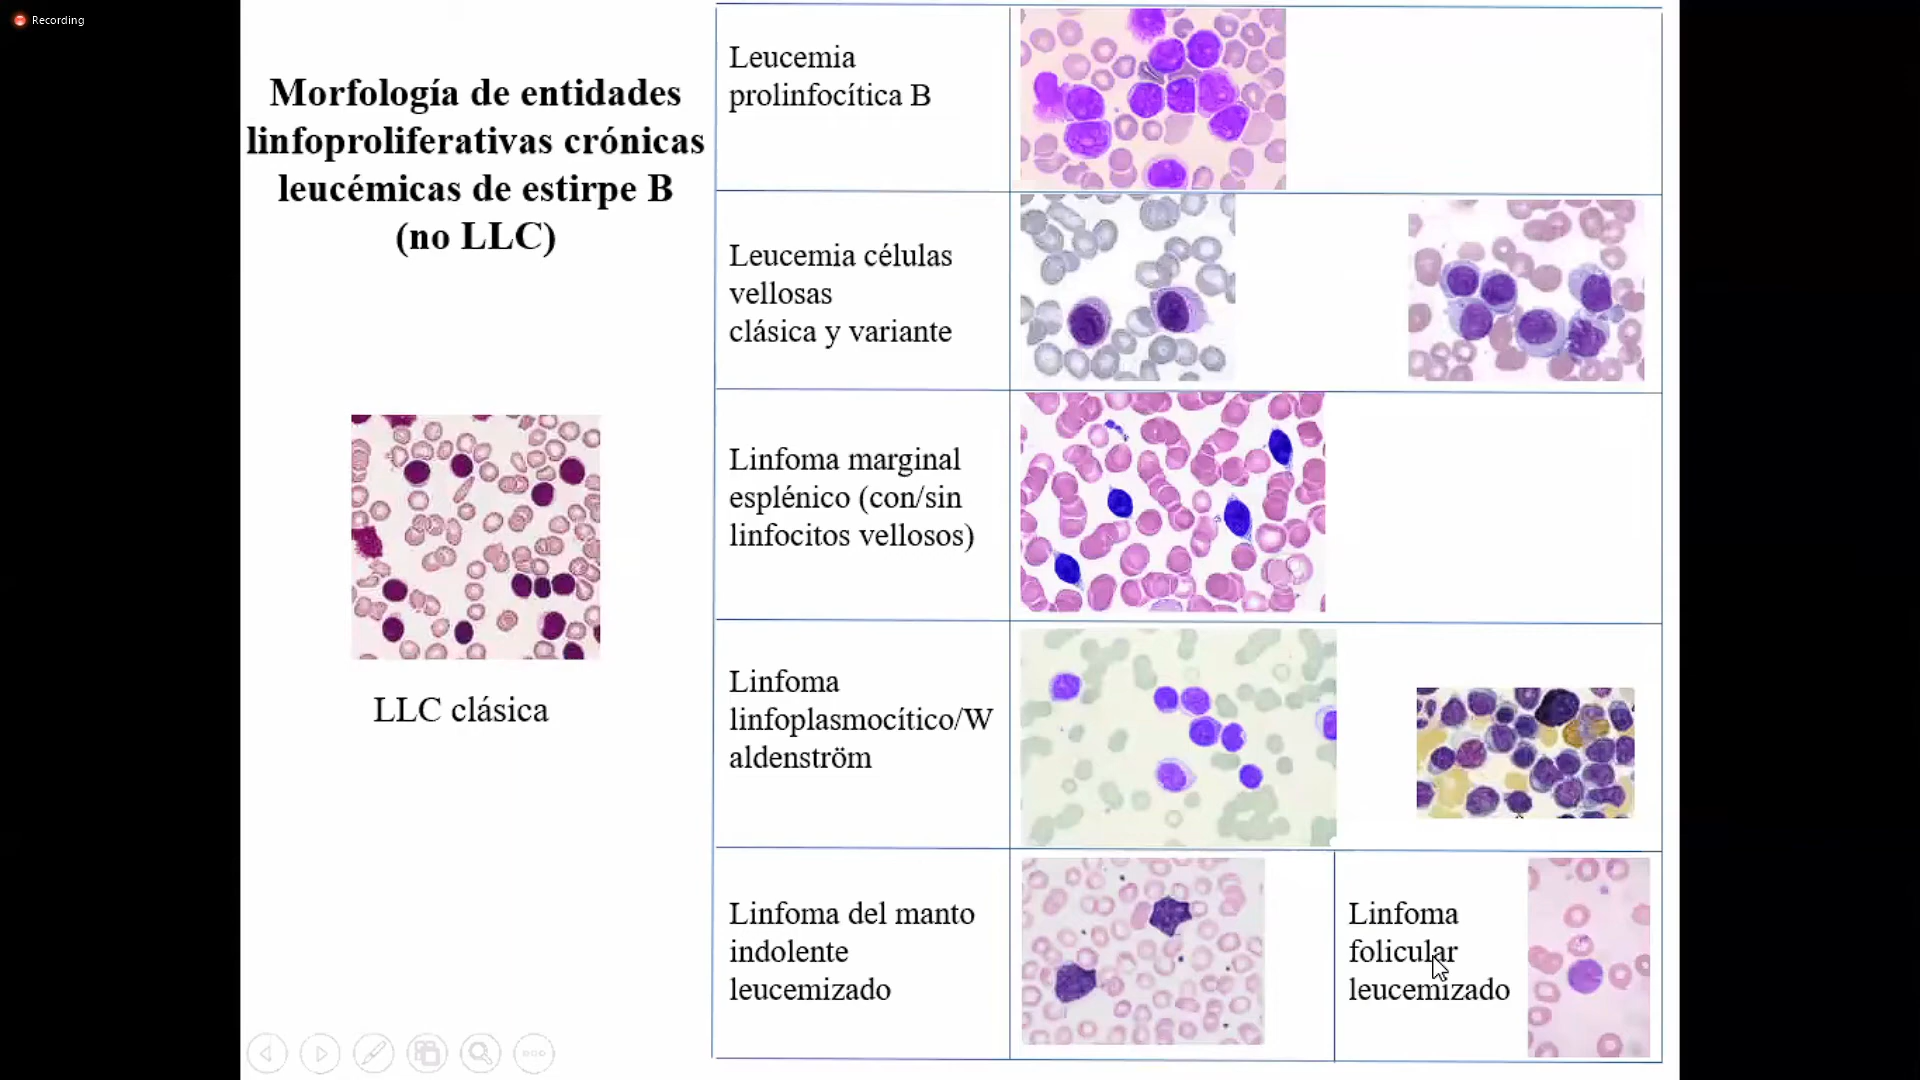 Recording
Morfología de entidades
linfoproliferativas crónicas
leucémicas de estirpe B
(no LLC)
LLC clásica
Leucemia
prolinfocítica B
Leucemia células
vellosas
clásica y variante
Linfoma marginal
esplénico (con/sin
linfocitos vellosos)
Linfoma
linfoplasmocítico/W
aldenström
Linfoma del manto
indolente
leucemizado
Linfoma
folicular
leucemizado